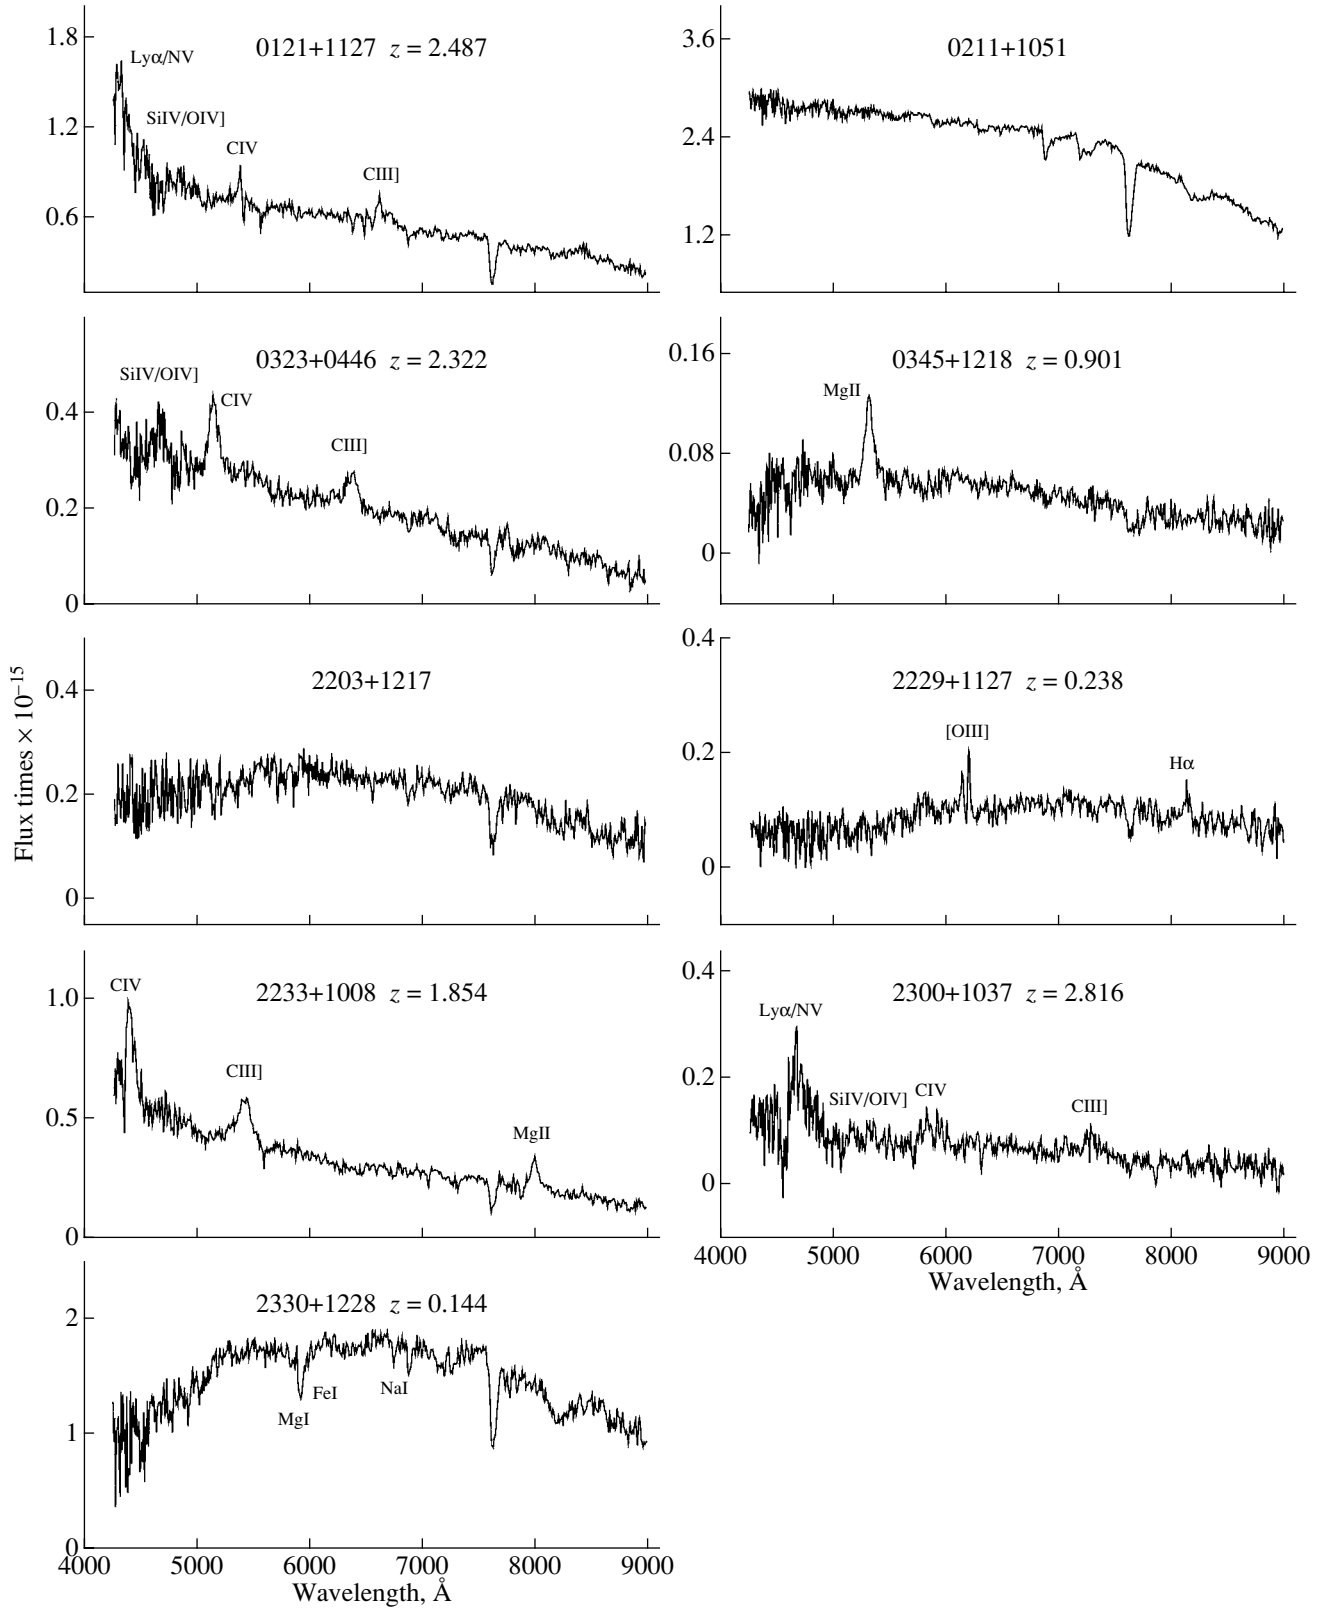 0121+1127 z = 2.487
1.8
1.2
0.6
Lyα/NV
SiIV/OIV]
CIV
CIII]
0211+1051
3.6
2.4
1.2
0323+0446 z = 2.322
0.4
0.2
0
SiIV/OIV]
CIV
CIII]
0345+1218 z = 0.901
0.16
0.08
0
MgII
Flux times × 10⁻¹⁵
2203+1217
0.4
0.2
0
2229+1127 z = 0.238
0.4
0.2
0
[OIII]
Hα
2233+1008 z = 1.854
1.0
0.5
0
CIV
CIII]
MgII
2300+1037 z = 2.816
0.4
0.2
0
Lyα/NV
SiIV/OIV]
CIV
CIII]
4000 5000 6000 7000 8000 9000
Wavelength, Å
2330+1228 z = 0.144
2
1
0
MgI
FeI
NaI
4000 5000 6000 7000 8000 9000
Wavelength, Å